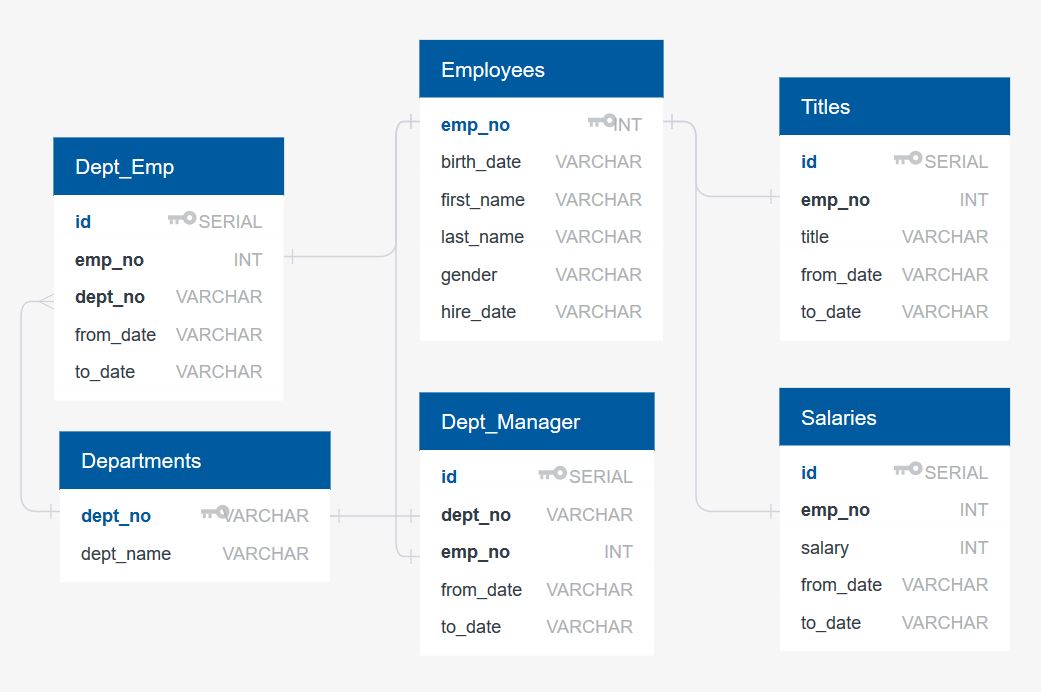 Employees
emp_no INT
birth_date VARCHAR
first_name VARCHAR
last_name VARCHAR
gender VARCHAR
hire_date VARCHAR
Titles
id SERIAL
emp_no INT
title VARCHAR
from_date VARCHAR
to_date VARCHAR
Dept_Emp
id SERIAL
emp_no INT
dept_no VARCHAR
from_date VARCHAR
to_date VARCHAR
Departments
dept_no VARCHAR
dept_name VARCHAR
Dept_Manager
id SERIAL
dept_no VARCHAR
emp_no INT
from_date VARCHAR
to_date VARCHAR
Salaries
id SERIAL
emp_no INT
salary INT
from_date VARCHAR
to_date VARCHAR